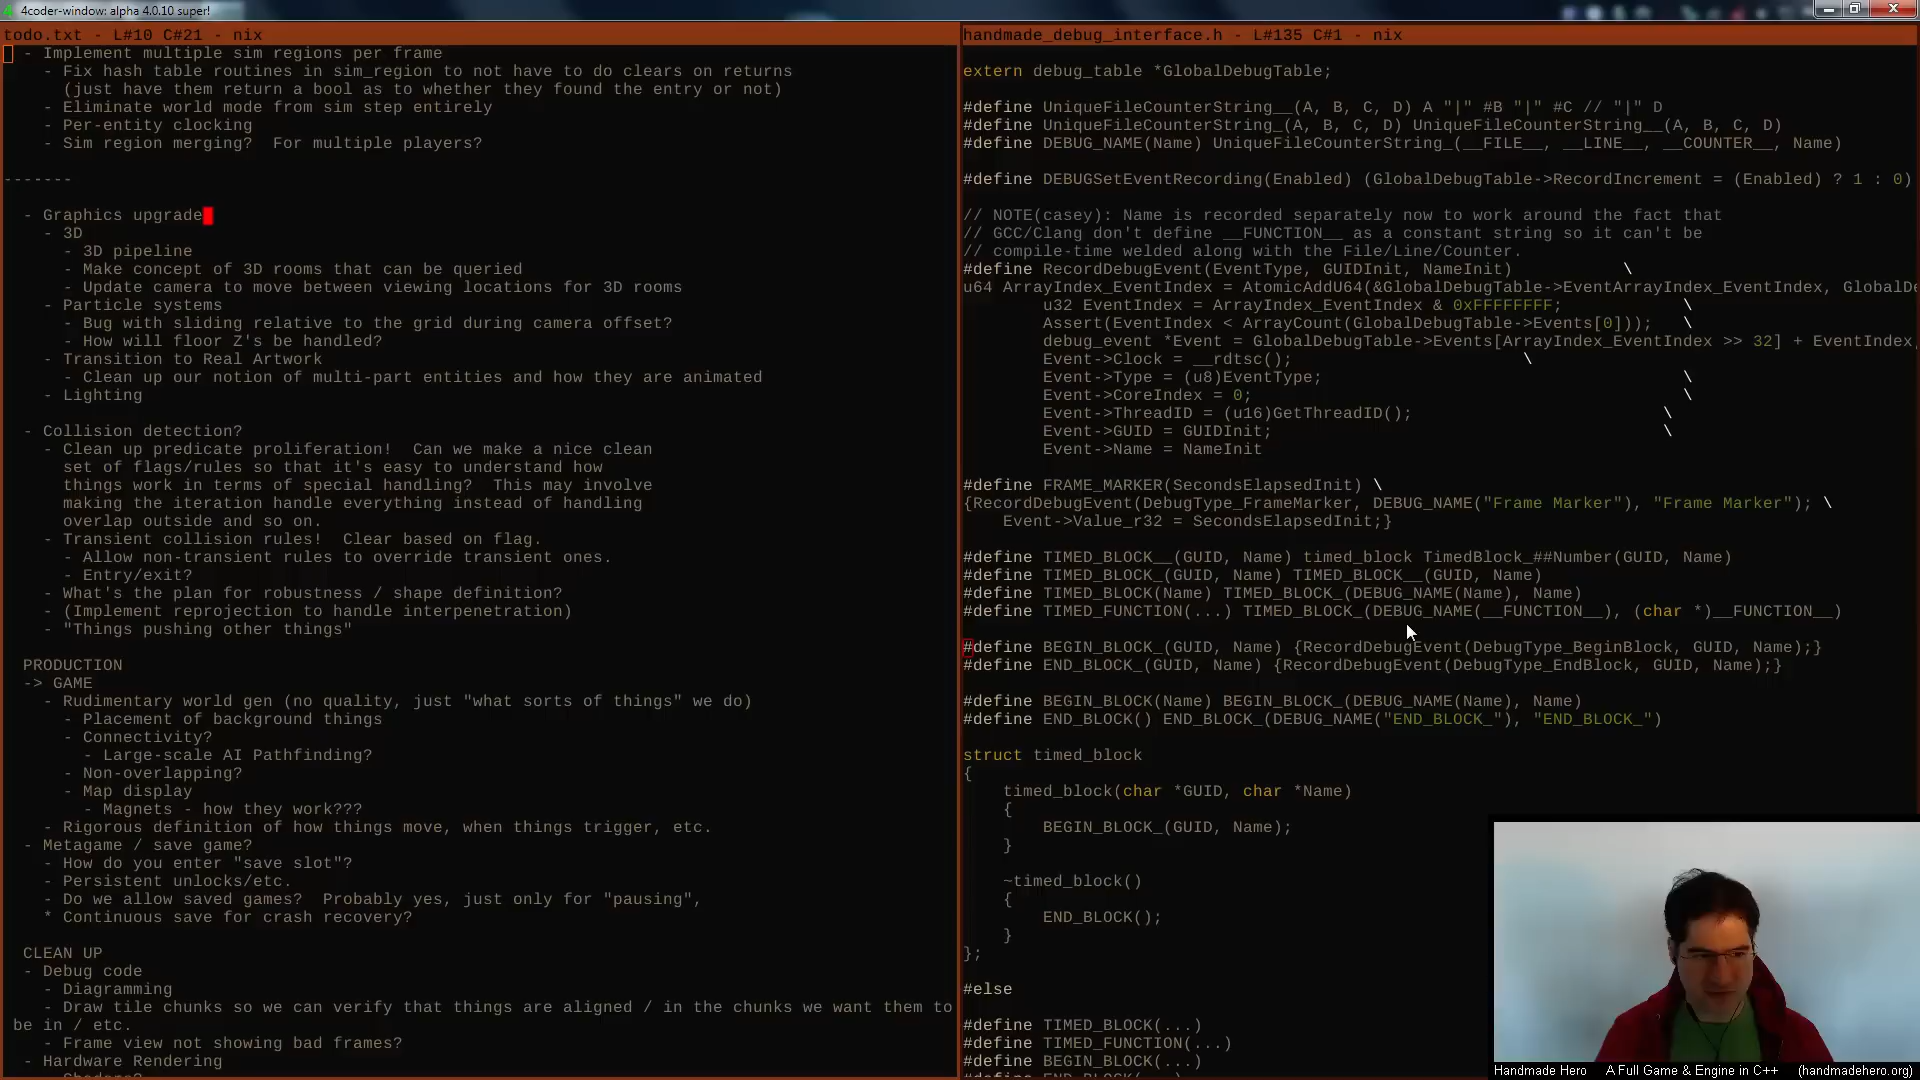 4coder-window: alpha 4.0.10 super!
todo.txt - L#10 C#21 - nix
- Implement multiple sim regions per frame
- Fix hash table routines in sim_region to not have to do clears on returns
(just have them return a bool as to whether they found the entry or not)
- Eliminate world mode from sim step entirely
- Per-entity clocking
- Sim region merging?  For multiple players?
-------
- Graphics upgrade
- 3D
- 3D pipeline
- Make concept of 3D rooms that can be queried
- Update camera to move between viewing locations for 3D rooms
- Particle systems
- Bug with sliding relative to the grid during camera offset?
- How will floor Z's be handled?
- Transition to Real Artwork
- Clean up our notion of multi-part entities and how they are animated
- Lighting
- Collision detection?
- Clean up predicate proliferation!  Can we make a nice clean
set of flags/rules so that it's easy to understand how
things work in terms of special handling?  This may involve
making the iteration handle everything instead of handling
overlap outside and so on.
- Transient collision rules!  Clear based on flag.
- Allow non-transient rules to override transient ones.
- Entry/exit?
- What's the plan for robustness / shape definition?
- (Implement reprojection to handle interpenetration)
- "Things pushing other things"
PRODUCTION
-> GAME
- Rudimentary world gen (no quality, just "what sorts of things" we do)
- Placement of background things
- Connectivity?
- Large-scale AI Pathfinding?
- Non-overlapping?
- Map display
- Magnets - how they work???
- Rigorous definition of how things move, when things trigger, etc.
- Metagame / save game?
- How do you enter "save slot"?
- Persistent unlocks/etc.
- Do we allow saved games?  Probably yes, just only for "pausing",
* Continuous save for crash recovery?
CLEAN UP
- Debug code
- Diagramming
- Draw tile chunks so we can verify that things are aligned / in the chunks we want them to
be in / etc.
- Frame view not showing bad frames?
- Hardware Rendering
- Shaders?
handmade_debug_interface.h - L#135 C#1 - nix
extern debug_table *GlobalDebugTable;
#define UniqueFileCounterString__(A, B, C, D) A "|" #B "|" #C // "|" D
#define UniqueFileCounterString_(A, B, C, D) UniqueFileCounterString__(A, B, C, D)
#define DEBUG_NAME(Name) UniqueFileCounterString_(__FILE__, __LINE__, __COUNTER__, Name)
#define DEBUGSetEventRecording(Enabled) (GlobalDebugTable->RecordIncrement = (Enabled) ? 1 : 0)
// NOTE(casey): Name is recorded separately now to work around the fact that
// GCC/Clang don't define __FUNCTION__ as a constant string so it can't be
// compile-time welded along with the File/Line/Counter.
#define RecordDebugEvent(EventType, GUIDInit, NameInit) \
u64 ArrayIndex_EventIndex = AtomicAddU64(&GlobalDebugTable->EventArrayIndex_EventIndex, GlobalDe
u32 EventIndex = ArrayIndex_EventIndex & 0xFFFFFFFF; \
Assert(EventIndex < ArrayCount(GlobalDebugTable->Events[0])); \
debug_event *Event = GlobalDebugTable->Events[ArrayIndex_EventIndex >> 32] + EventIndex;
Event->Clock = __rdtsc(); \
Event->Type = (u8)EventType; \
Event->CoreIndex = 0; \
Event->ThreadID = (u16)GetThreadID(); \
Event->GUID = GUIDInit; \
Event->Name = NameInit
#define FRAME_MARKER(SecondsElapsedInit) \
{RecordDebugEvent(DebugType_FrameMarker, DEBUG_NAME("Frame Marker"), "Frame Marker"); \
Event->Value_r32 = SecondsElapsedInit;}
#define TIMED_BLOCK__(GUID, Name) timed_block TimedBlock_##Number(GUID, Name)
#define TIMED_BLOCK_(GUID, Name) TIMED_BLOCK__(GUID, Name)
#define TIMED_BLOCK(Name) TIMED_BLOCK_(DEBUG_NAME(Name), Name)
#define TIMED_FUNCTION(...) TIMED_BLOCK_(DEBUG_NAME(__FUNCTION__), (char *)__FUNCTION__)
#define BEGIN_BLOCK_(GUID, Name) {RecordDebugEvent(DebugType_BeginBlock, GUID, Name);}
#define END_BLOCK_(GUID, Name) {RecordDebugEvent(DebugType_EndBlock, GUID, Name);}
#define BEGIN_BLOCK(Name) BEGIN_BLOCK_(DEBUG_NAME(Name), Name)
#define END_BLOCK() END_BLOCK_(DEBUG_NAME("END_BLOCK_"), "END_BLOCK_")
struct timed_block
{
timed_block(char *GUID, char *Name)
{
BEGIN_BLOCK_(GUID, Name);
}
~timed_block()
{
END_BLOCK();
}
};
#else
#define TIMED_BLOCK(...)
#define TIMED_FUNCTION(...)
#define BEGIN_BLOCK(...)
#define END_BLOCK(...)
Handmade Hero    A Full Game & Engine in C++    (handmadehero.org)